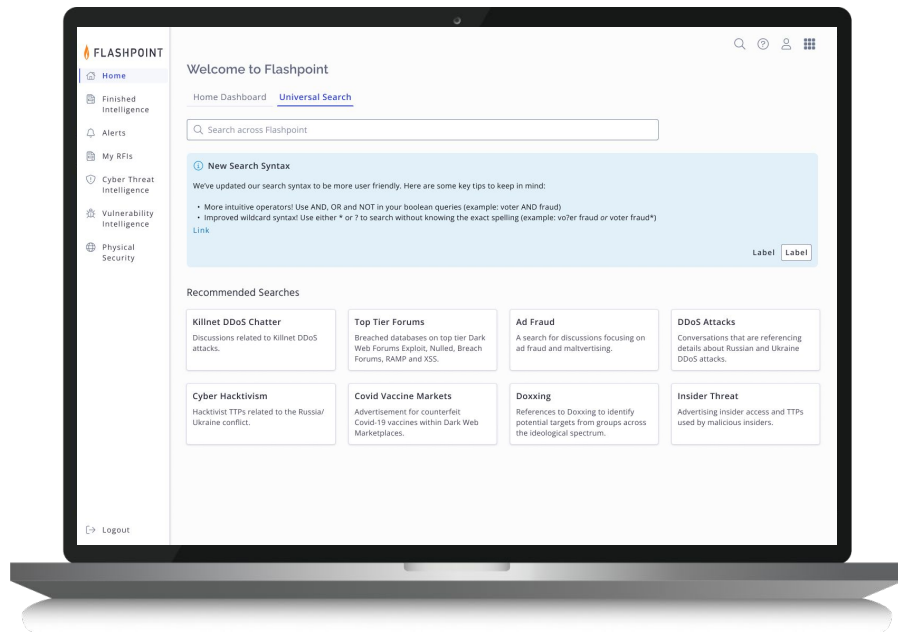 FLASHPOINT
Home
Finished
Intelligence
Alerts
My RFIs
Cyber Threat
Intelligence
Vulnerability
Intelligence
Physical
Security
Logout
Welcome to Flashpoint
Home Dashboard Universal Search
Search across Flashpoint
New Search Syntax
We've updated our search syntax to be more user friendly. Here are some key tips to keep in mind:
• More intuitive operators! Use AND, OR and NOT in your boolean queries (example: voter AND fraud)
• Improved wildcard syntax! Use either * or ? to search without knowing the exact spelling (example: vo?er fraud or voter fraud*)
Link
Label Label
Recommended Searches
Killnet DDoS Chatter
Discussions related to Killnet DDoS
attacks.
Top Tier Forums
Breached databases on top tier Dark
Web Forums Exploit, Nulled, Breach
Forums, RAMP and XSS.
Ad Fraud
A search for discussions focusing on
ad fraud and maltvertising.
DDoS Attacks
Conversations that are referencing
details about Russian and Ukraine
DDoS attacks.
Cyber Hacktivism
Hacktivist TTPs related to the Russia/
Ukraine conflict.
Covid Vaccine Markets
Advertisement for counterfeit
Covid-19 vaccines within Dark Web
Marketplaces.
Doxxing
References to Doxxing to identify
potential targets from groups across
the ideological spectrum.
Insider Threat
Advertising insider access and TTPs
used by malicious insiders.